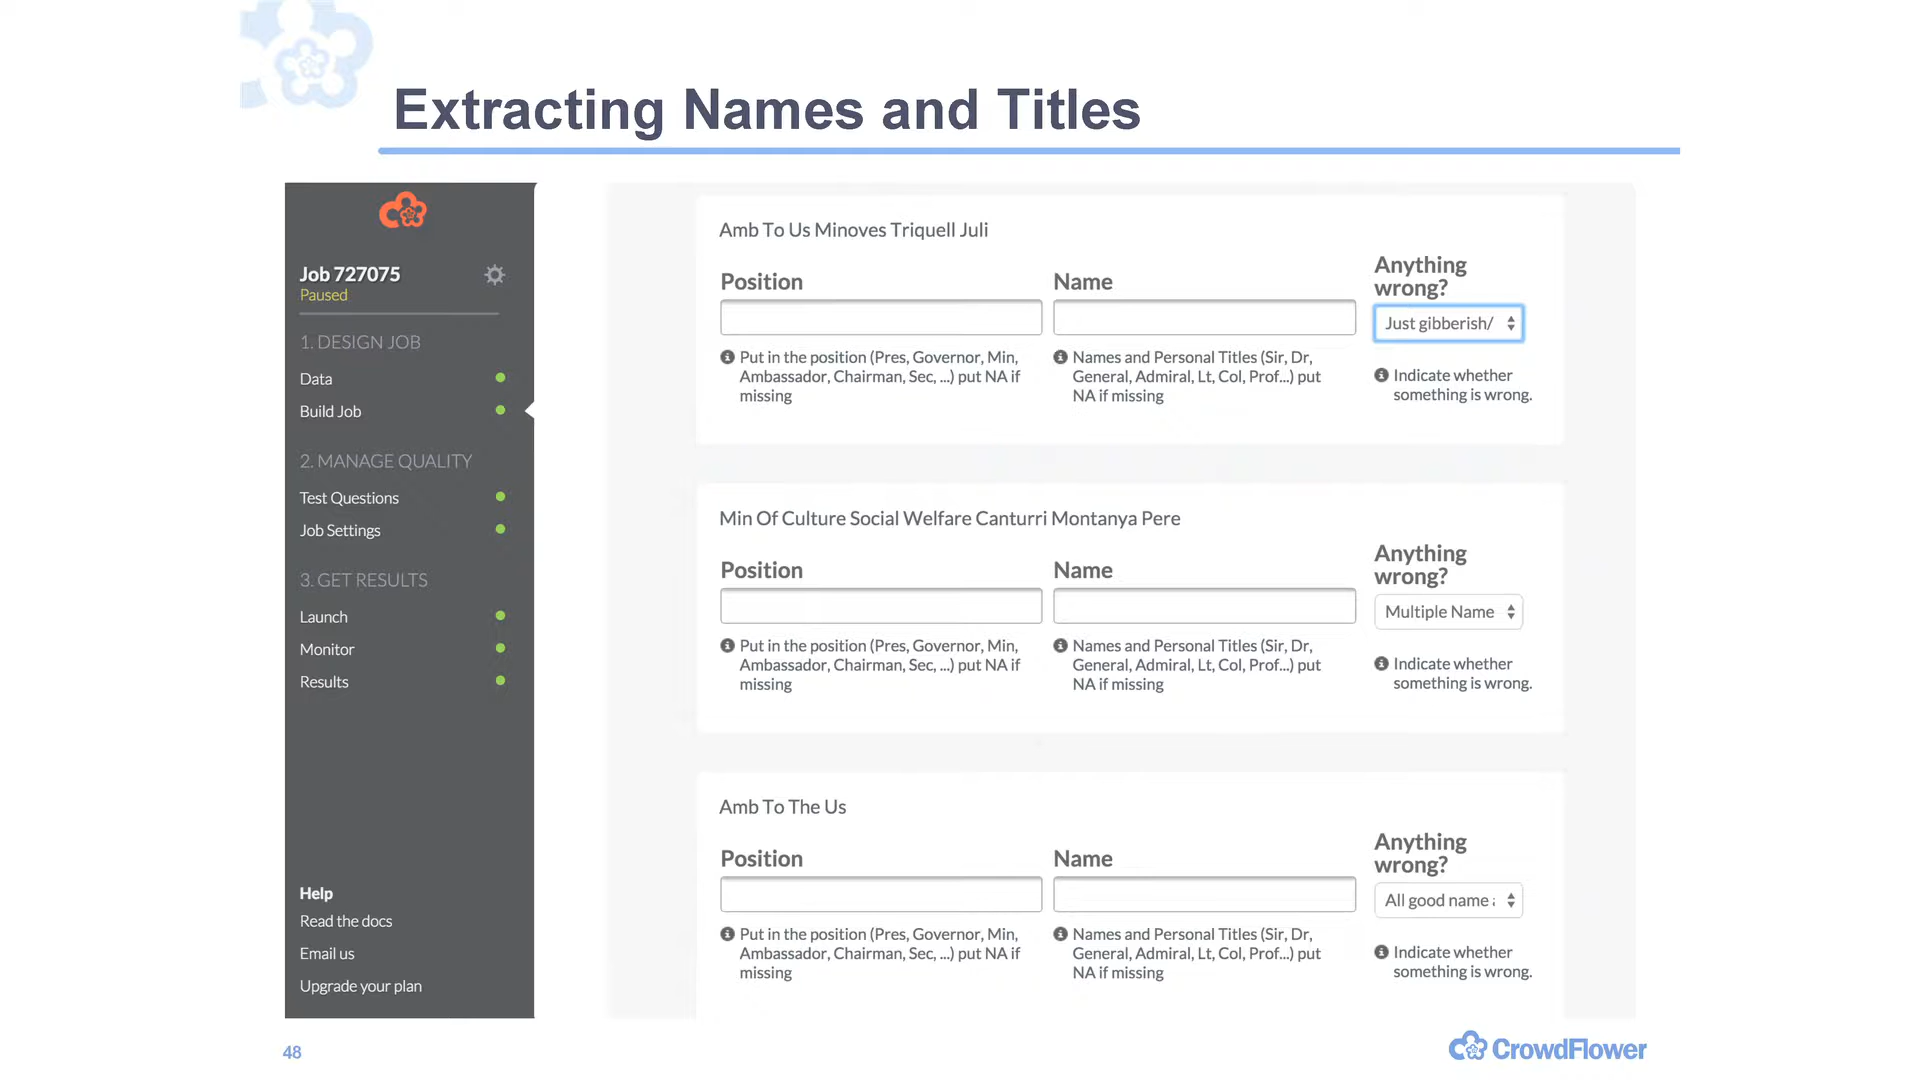 Extracting Names and Titles
Job 727075
Paused
1. DESIGN JOB
Data
Build Job
2. MANAGE QUALITY
Test Questions
Job Settings
3. GET RESULTS
Launch
Monitor
Results
Help
Read the docs
Email us
Upgrade your plan
Amb To Us Minoves Triquell Juli
Position
Put in the position (Pres, Governor, Min,
Ambassador, Chairman, Sec, ...) put NA if
missing
Name
Names and Personal Titles (Sir, Dr,
General, Admiral, Lt, Col, Prof...) put
NA if missing
Anything
wrong?
Just gibberish/
Indicate whether
something is wrong.
Min Of Culture Social Welfare Canturri Montanya Pere
Position
Put in the position (Pres, Governor, Min,
Ambassador, Chairman, Sec, ...) put NA if
missing
Name
Names and Personal Titles (Sir, Dr,
General, Admiral, Lt, Col, Prof...) put
NA if missing
Anything
wrong?
Multiple Name
Indicate whether
something is wrong.
Amb To The Us
Position
Put in the position (Pres, Governor, Min,
Ambassador, Chairman, Sec, ...) put NA if
missing
Name
Names and Personal Titles (Sir, Dr,
General, Admiral, Lt, Col, Prof...) put
NA if missing
Anything
wrong?
All good name
Indicate whether
something is wrong.
48
CrowdFlower